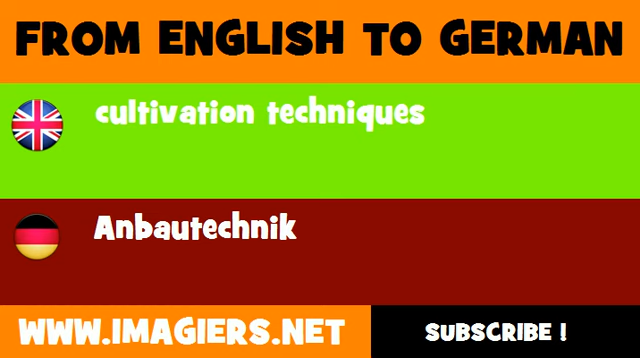 FROM ENGLISH TO GERMAN
cultivation techniques
Anbautechnik
WWW.IMAGIERS.NET
SUBSCRIBE !